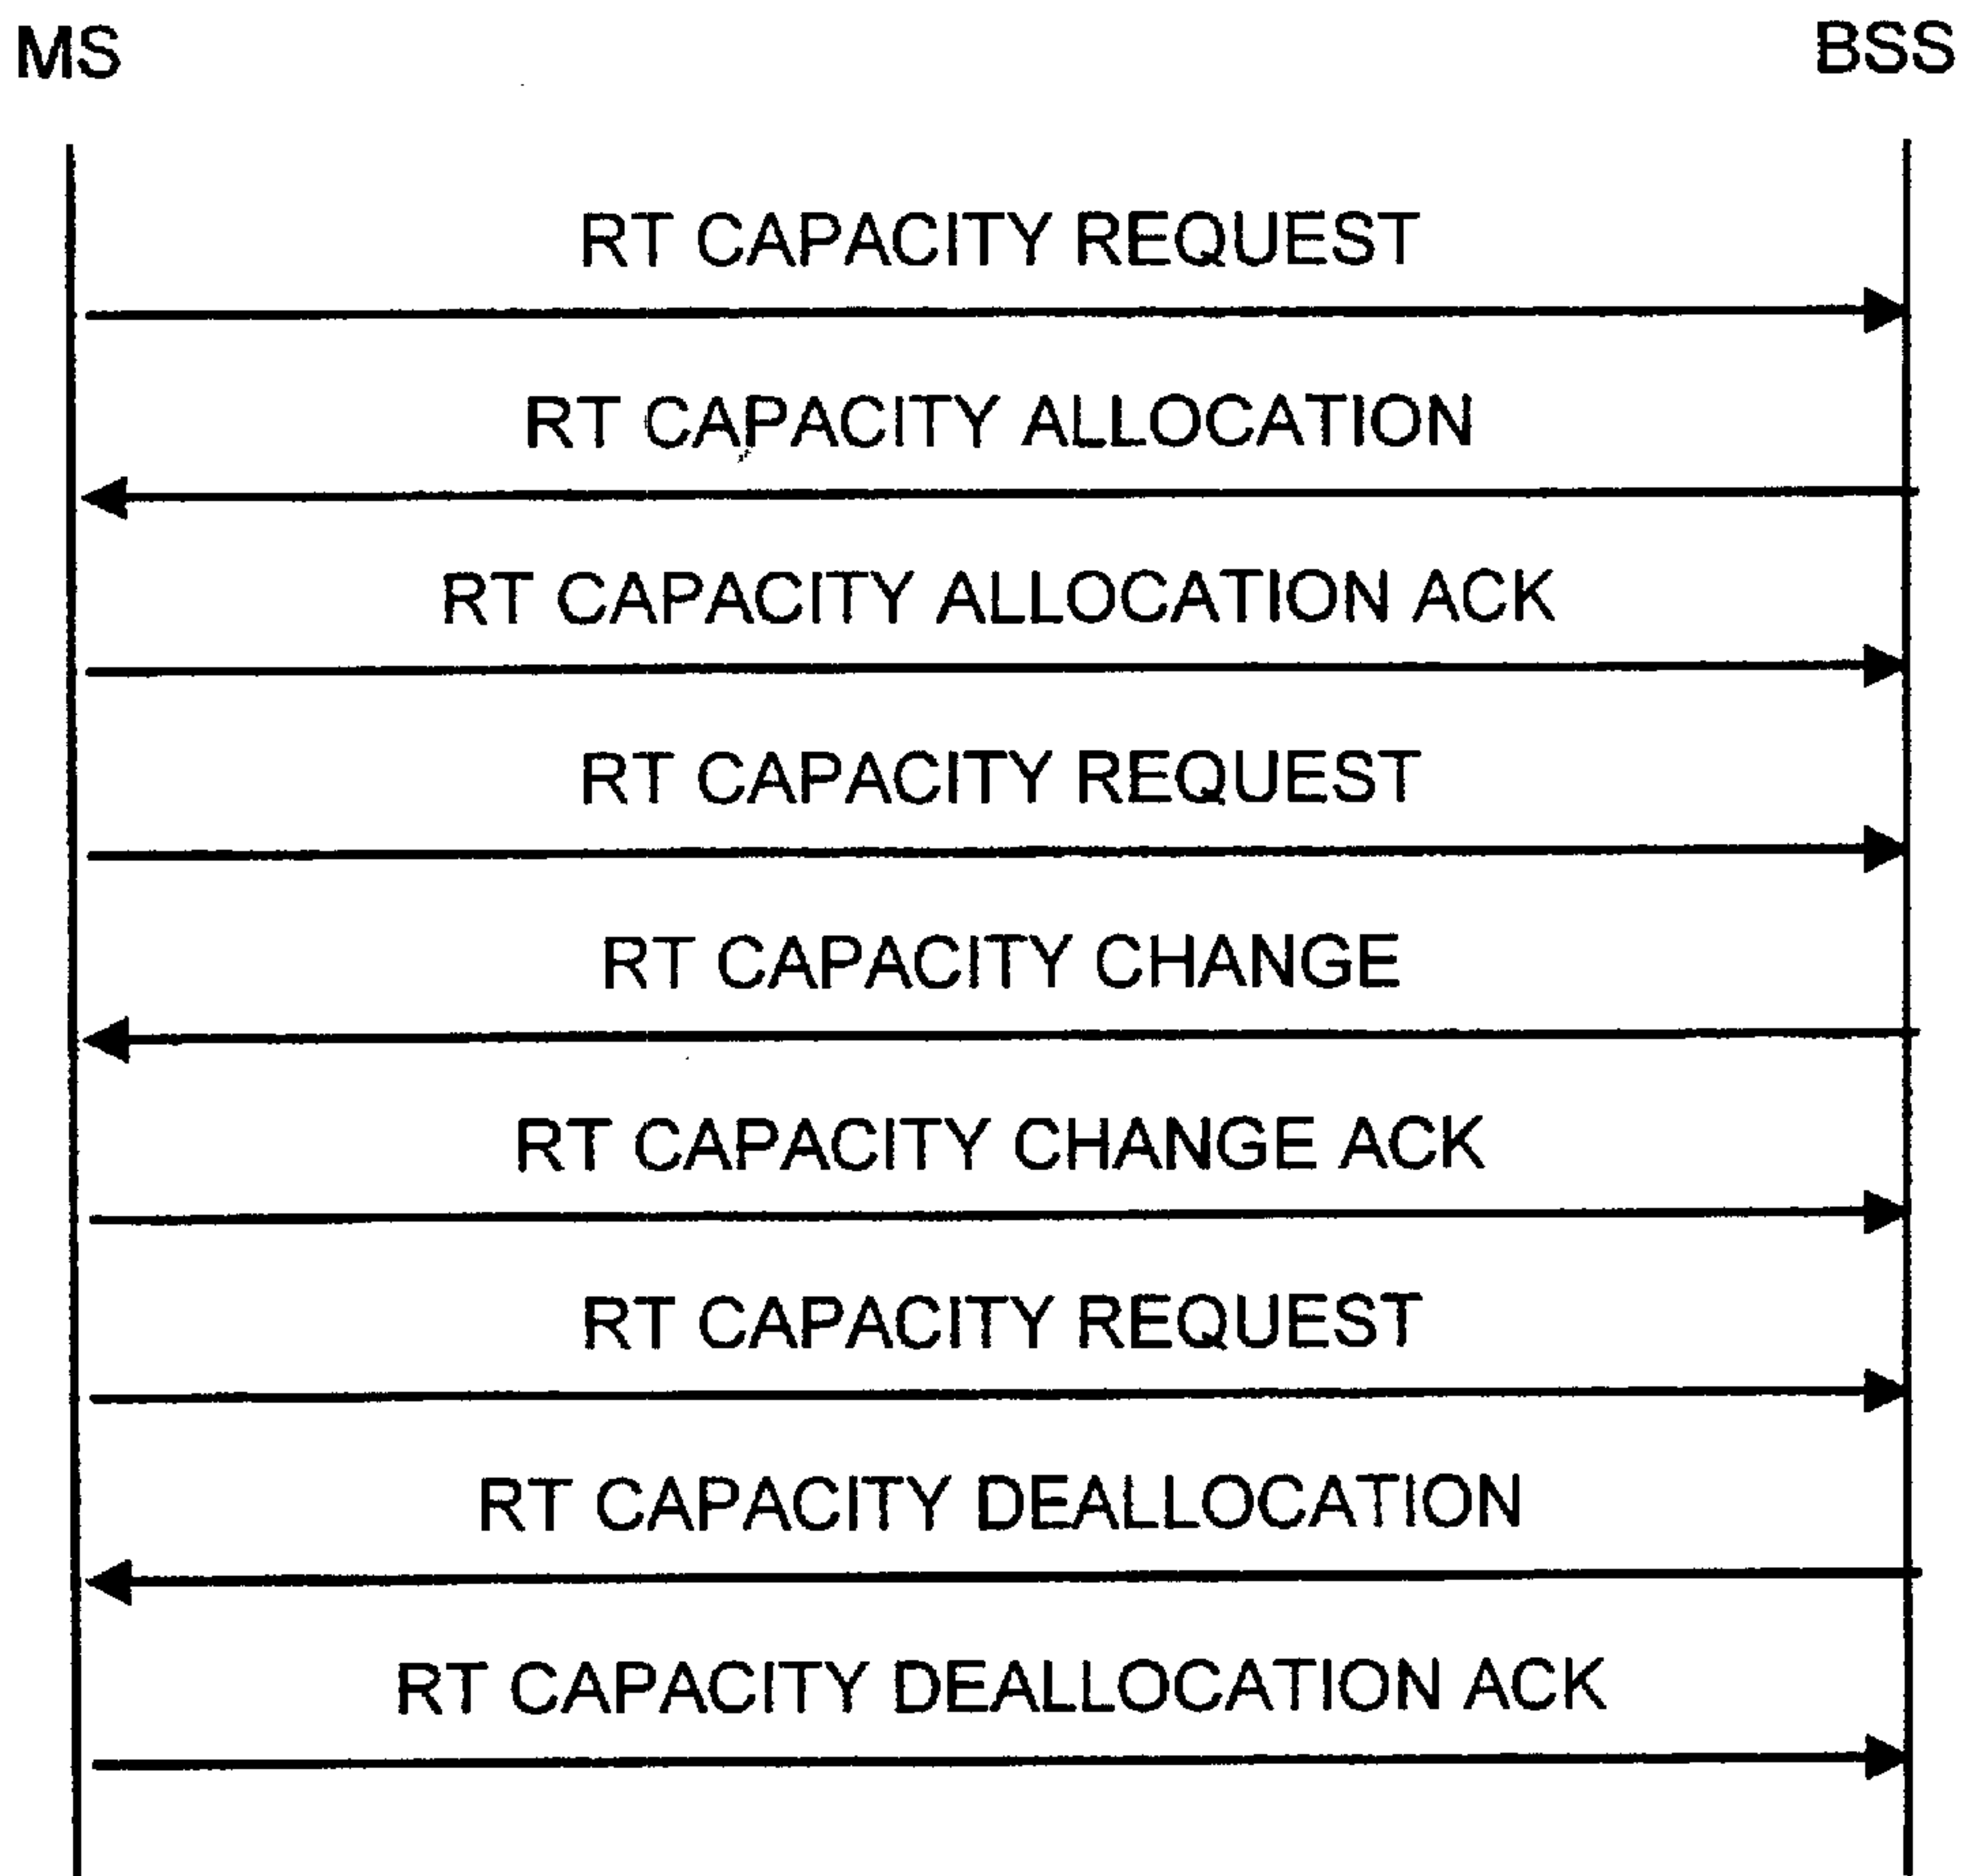 MS BSS
RT CAPACITY REQUEST
RT CAPACITY ALLOCATION
RT CAPACITY ALLOCATION ACK
RT CAPACITY REQUEST
RT CAPACITY CHANGE
RT CAPACITY CHANGE ACK
RT CAPACITY REQUEST
RT CAPACITY DEALLOCATION
RT CAPACITY DEALLOCATION ACK